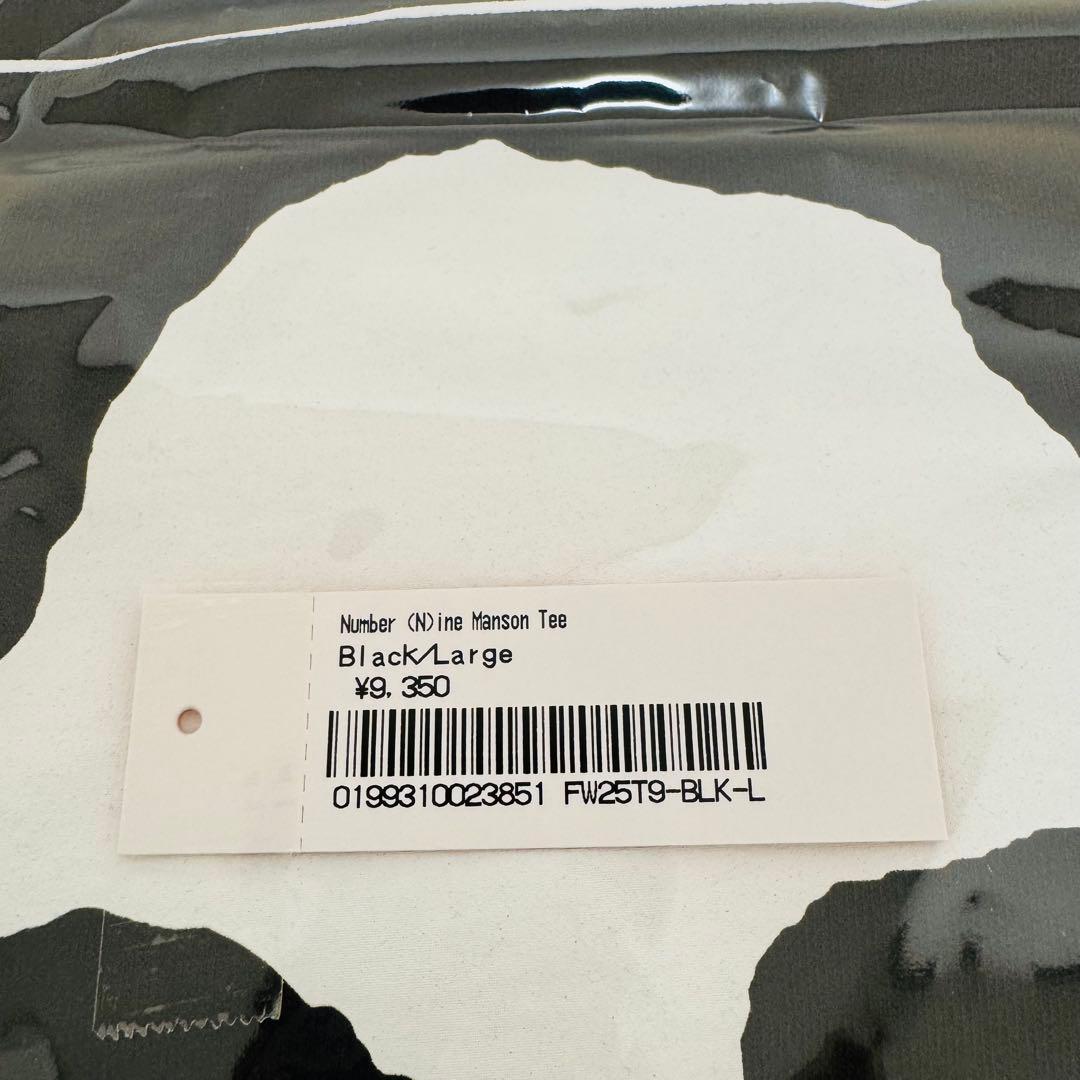 Number (N)ine Manson Tee
Black/Large
¥9,350
0199310023851 FW25T9-BLK-L